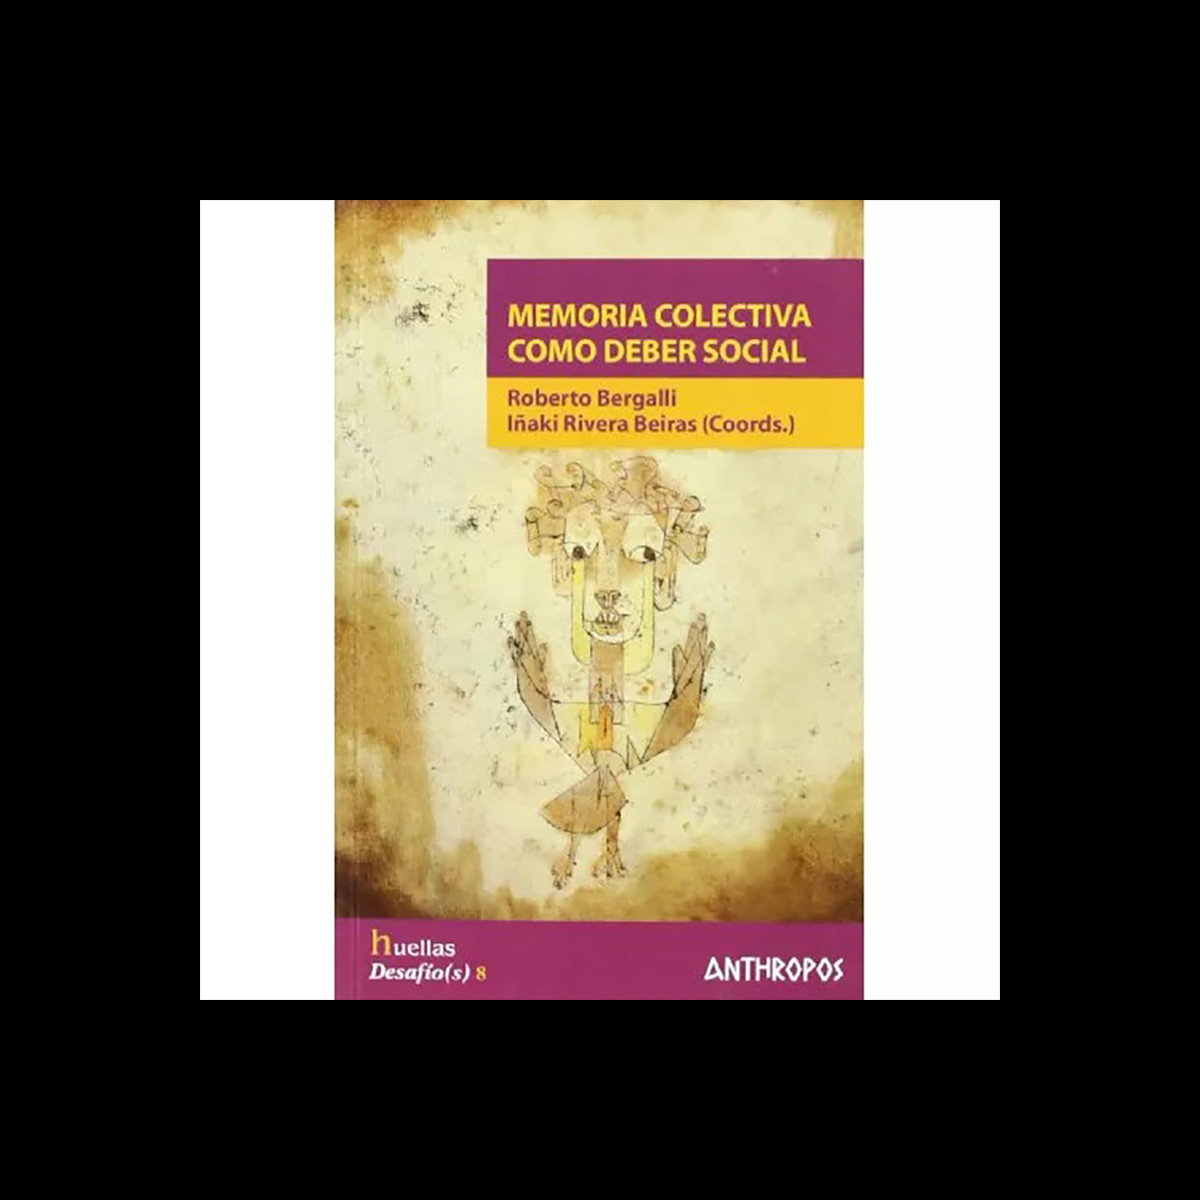 MEMORIA COLECTIVA
COMO DEBER SOCIAL
Roberto Bergalli
Iñaki Rivera Beiras (Coords.)
huellas
Desafío(s) 8
ANTHROPOS